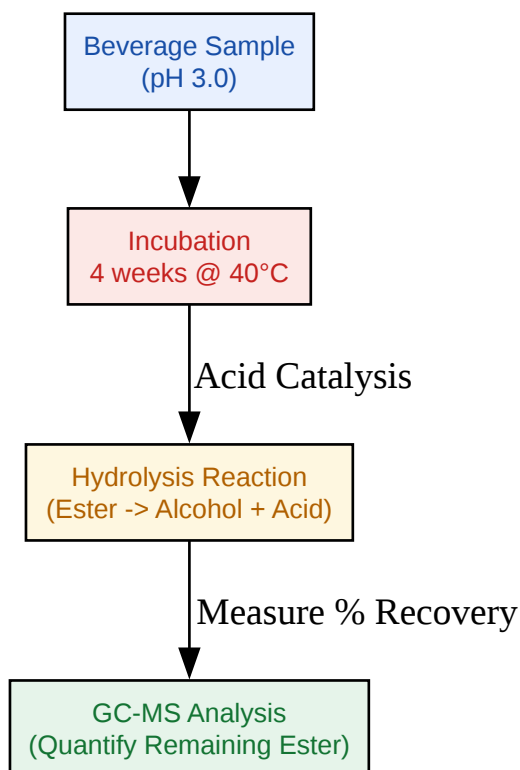 Beverage Sample
(pH 3.0)
Incubation
4 weeks @ 40°C
Acid Catalysis
Hydrolysis Reaction
(Ester -> Alcohol + Acid)
Measure % Recovery
GC-MS Analysis
(Quantify Remaining Ester)